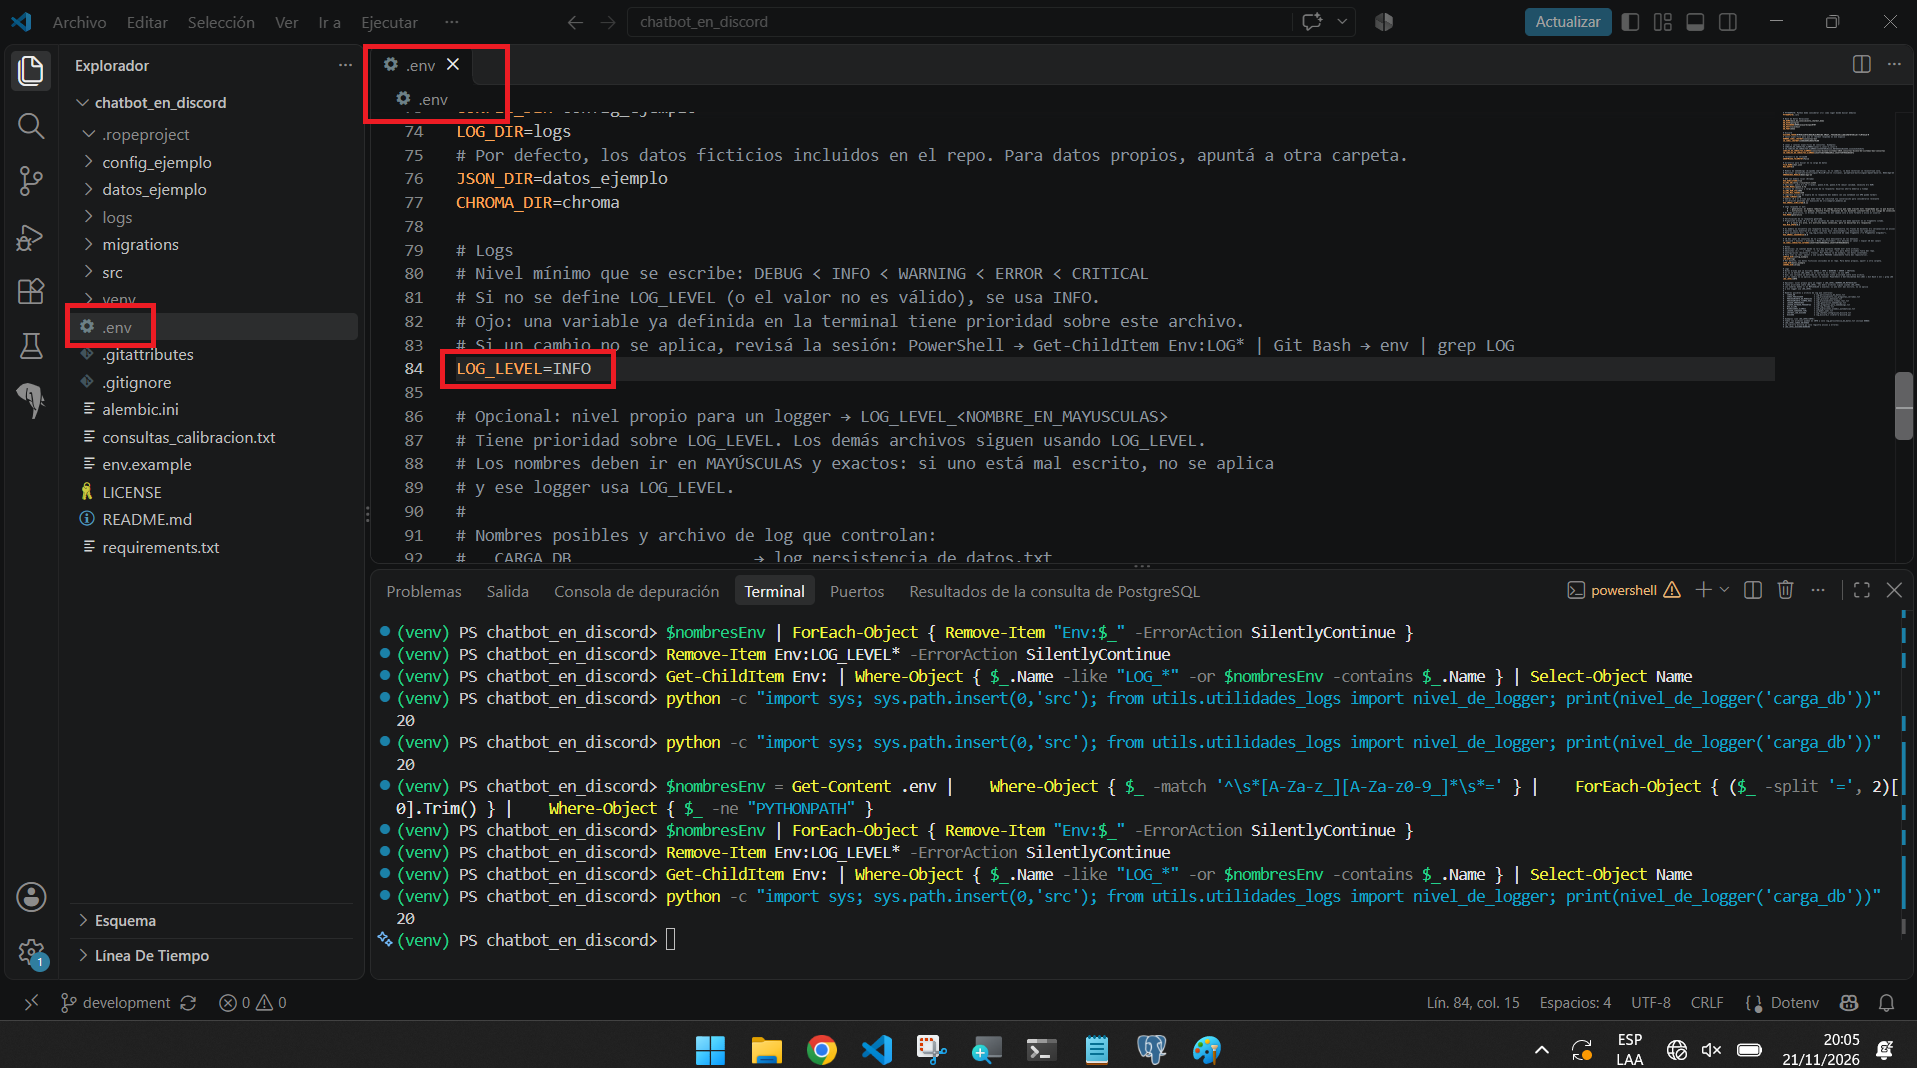 Archivo Editar Selección Ver Ir a Ejecutar ···
chatbot_en_discord
Actualizar
Explorador
chatbot_en_discord
.ropeproject
config_ejemplo
datos_ejemplo
logs
migrations
src
venv
.env
.gitattributes
.gitignore
alembic.ini
consultas_calibracion.txt
env.example
LICENSE
README.md
requirements.txt
Esquema
Línea De Tiempo
.env
.env
74 LOG_DIR=logs
75 # Por defecto, los datos ficticios incluidos en el repo. Para datos propios, apuntá a otra carpeta.
76 JSON_DIR=datos_ejemplo
77 CHROMA_DIR=chroma
78
79 # Logs
80 # Nivel mínimo que se escribe: DEBUG < INFO < WARNING < ERROR < CRITICAL
81 # Si no se define LOG_LEVEL (o el valor no es válido), se usa INFO.
82 # Ojo: una variable ya definida en la terminal tiene prioridad sobre este archivo.
83 # Si un cambio no se aplica, revisá la sesión: PowerShell → Get-ChildItem Env:LOG* | Git Bash → env | grep LOG
84 LOG_LEVEL=INFO
85
86 # Opcional: nivel propio para un logger → LOG_LEVEL_<NOMBRE_EN_MAYUSCULAS>
87 # Tiene prioridad sobre LOG_LEVEL. Los demás archivos siguen usando LOG_LEVEL.
88 # Los nombres deben ir en MAYÚSCULAS y exactos: si uno está mal escrito, no se aplica
89 # y ese logger usa LOG_LEVEL.
90 #
91 # Nombres posibles y archivo de log que controlan:
92 # CARGA_DB → log_persistencia_de_datos.txt
Problemas Salida Consola de depuración Terminal Puertos Resultados de la consulta de PostgreSQL
powershell
(venv) PS chatbot_en_discord> $nombresEnv | ForEach-Object { Remove-Item "Env:$_" -ErrorAction SilentlyContinue }
(venv) PS chatbot_en_discord> Remove-Item Env:LOG_LEVEL* -ErrorAction SilentlyContinue
(venv) PS chatbot_en_discord> Get-ChildItem Env: | Where-Object { $_.Name -like "LOG_*" -or $nombresEnv -contains $_.Name } | Select-Object Name
(venv) PS chatbot_en_discord> python -c "import sys; sys.path.insert(0,'src'); from utils.utilidades_logs import nivel_de_logger; print(nivel_de_logger('carga_db'))"
20
(venv) PS chatbot_en_discord> python -c "import sys; sys.path.insert(0,'src'); from utils.utilidades_logs import nivel_de_logger; print(nivel_de_logger('carga_db'))"
20
(venv) PS chatbot_en_discord> $nombresEnv = Get-Content .env | Where-Object { $_ -match '^\s*[A-Za-z_][A-Za-z0-9_]*\s*=' } | ForEach-Object { ($_ -split '=', 2)[
0].Trim() } | Where-Object { $_ -ne "PYTHONPATH" }
(venv) PS chatbot_en_discord> $nombresEnv | ForEach-Object { Remove-Item "Env:$_" -ErrorAction SilentlyContinue }
(venv) PS chatbot_en_discord> Remove-Item Env:LOG_LEVEL* -ErrorAction SilentlyContinue
(venv) PS chatbot_en_discord> Get-ChildItem Env: | Where-Object { $_.Name -like "LOG_*" -or $nombresEnv -contains $_.Name } | Select-Object Name
(venv) PS chatbot_en_discord> python -c "import sys; sys.path.insert(0,'src'); from utils.utilidades_logs import nivel_de_logger; print(nivel_de_logger('carga_db'))"
20
(venv) PS chatbot_en_discord>
1
development 0 0
Lín. 84, col. 15 Espacios: 4 UTF-8 CRLF Dotenv
ESP
LAA
20:05
21/11/2026